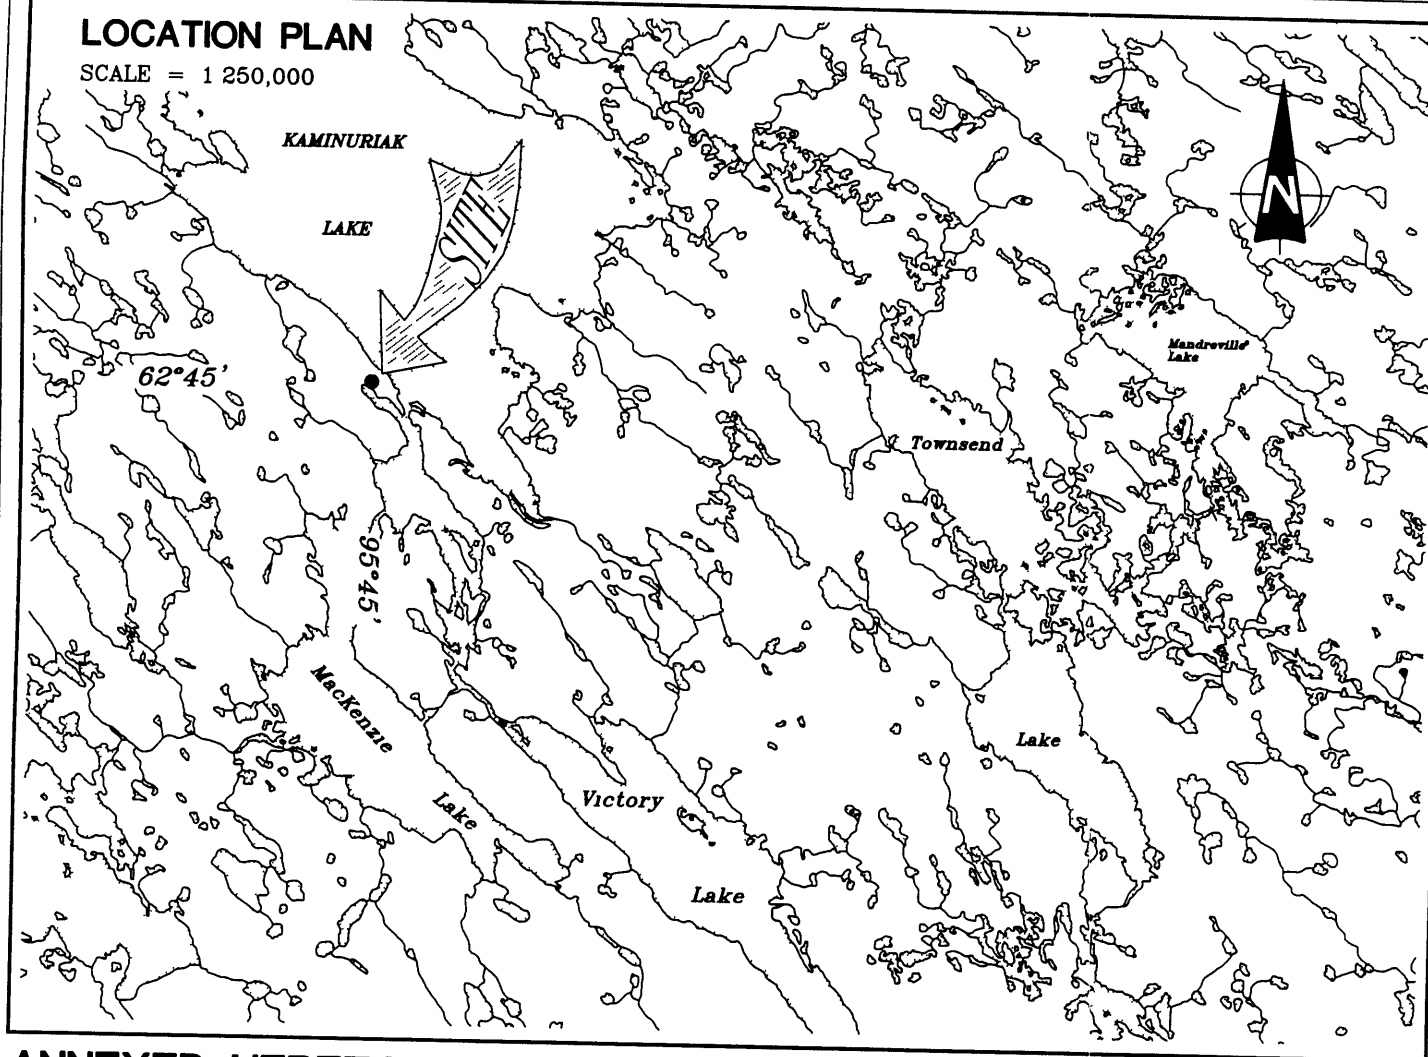 LOCATION PLAN
SCALE = 1 250,000
KAMINURIAK
LAKE
SITE
N
Mandreville
Lake
62°45'
Townsend
95°45'
MacKenzie
Lake
Lake
Victory
Lake